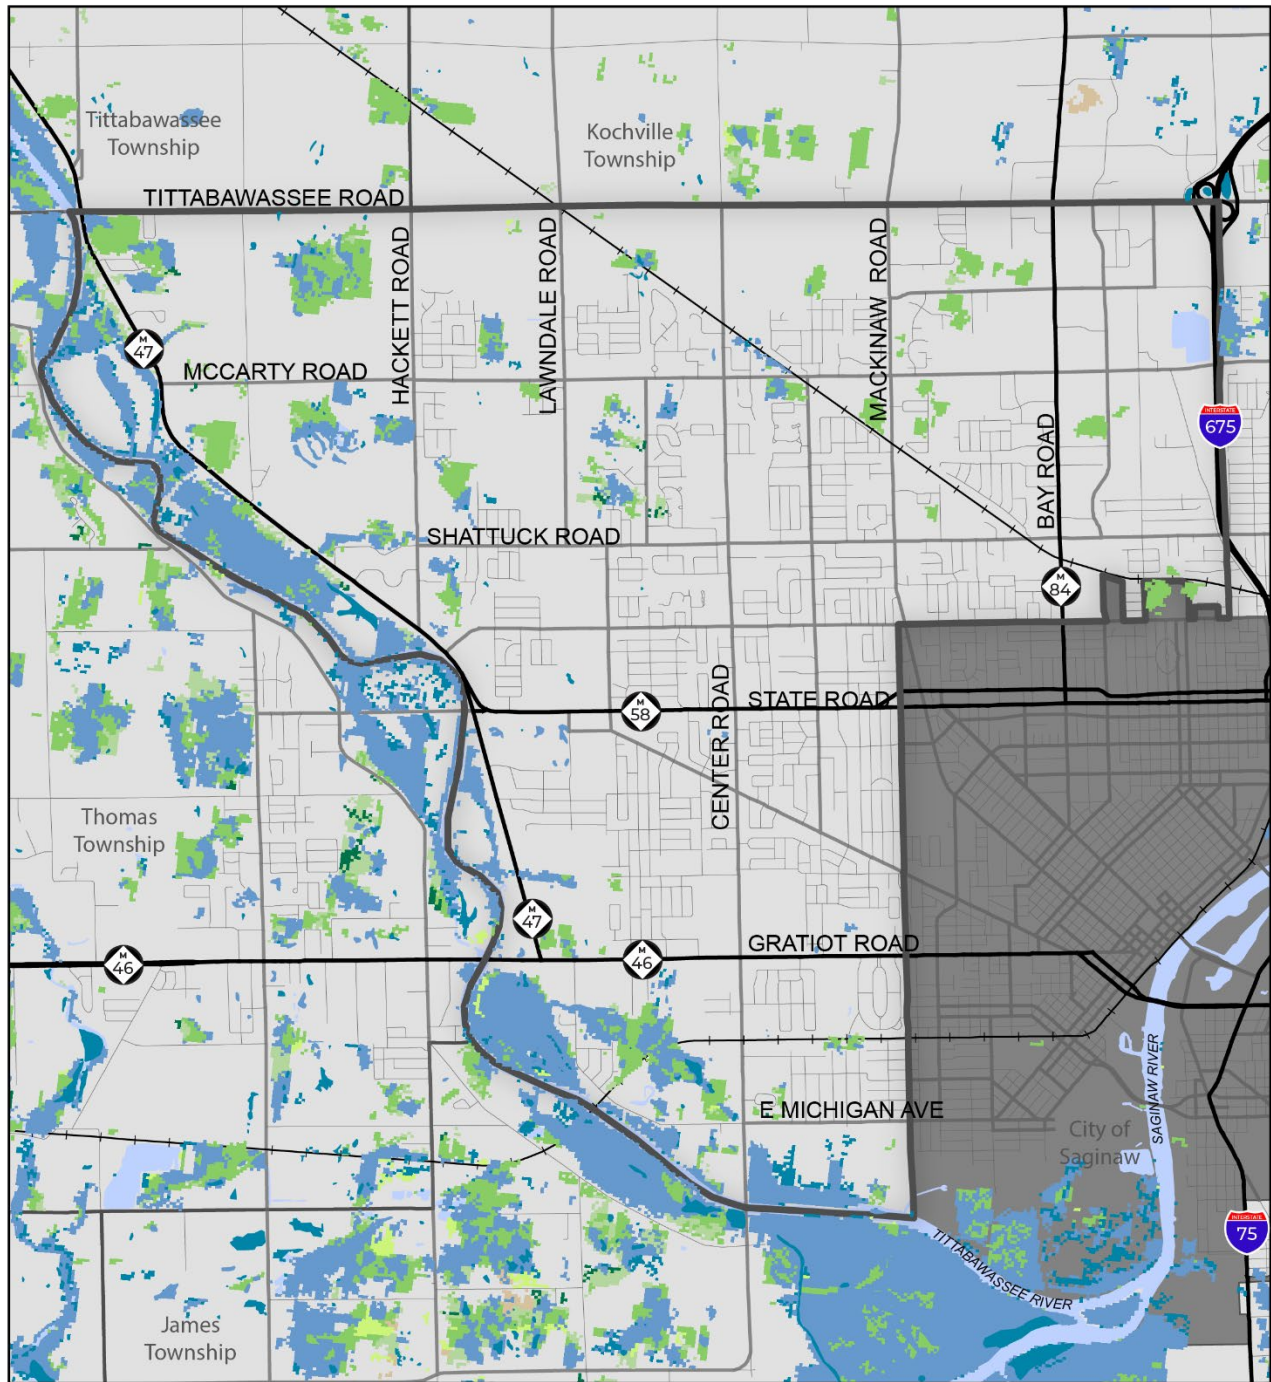 Tittabawassee
Township
Kochville
Township
TITTABAWASSEE ROAD
HACKETT ROAD
LAWNDALE ROAD
MACKINAW ROAD
M
47
MCCARTY ROAD
BAY ROAD
INTERSTATE
675
SHATTUCK ROAD
M
84
CENTER ROAD
STATE ROAD
M
58
Thomas
Township
M
47
GRATIOT ROAD
M
46
M
46
SAGINAW RIVER
E MICHIGAN AVE
City of
Saginaw
INTERSTATE
75
TITTABAWASSEE RIVER
James
Township